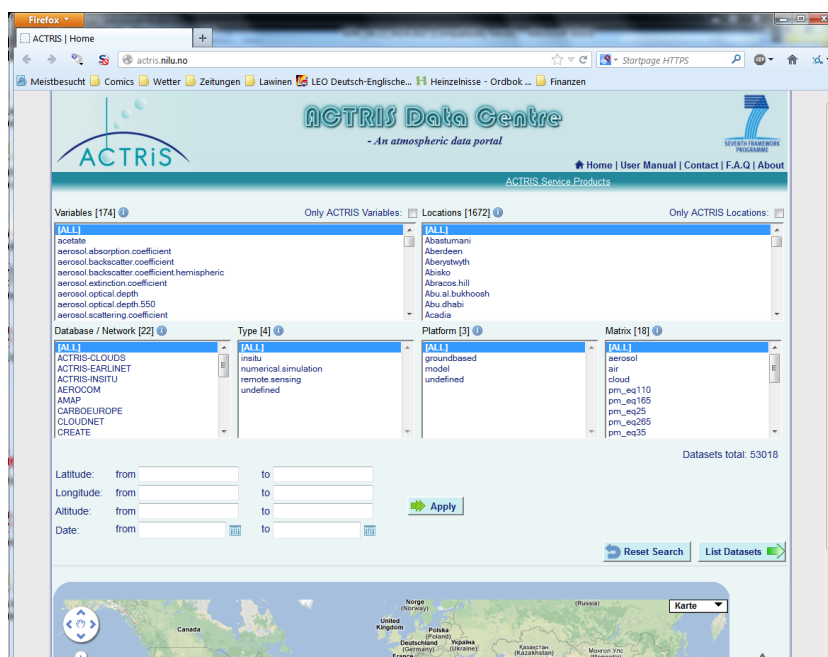 Firefox
ACTRIS | Home
+
actris.nilu.no
Startpage HTTPS
Meistbesucht Comics Wetter Zeitungen Lawinen LEO Deutsch-Englische... Heinzelnisse - Ordbok ... Finanzen
ACTRiS
ACTRIS Data Centre
- An atmospheric data portal
7
SEVENTH FRAMEWORK
PROGRAMME
Home | User Manual | Contact | F.A.Q | About
ACTRIS Service Products
Variables [174] Only ACTRIS Variables:
[ALL]
acetate
aerosol.absorption.coefficient
aerosol.backscatter.coefficient
aerosol.backscatter.coefficient.hemispheric
aerosol.extinction.coefficient
aerosol.optical.depth
aerosol.optical.depth.550
aerosol.scattering.coefficient
Locations [1672] Only ACTRIS Locations:
[ALL]
Abastumani
Aberdeen
Aberystwyth
Abisko
Abracos.hill
Abu.al.bukhoosh
Abu.dhabi
Acadia
Database / Network [22]
[ALL]
ACTRIS-CLOUDS
ACTRIS-EARLINET
ACTRIS-INSITU
AEROCOM
AMAP
CARBOEUROPE
CLOUDNET
CREATE
Type [4]
[ALL]
insitu
numerical.simulation
remote.sensing
undefined
Platform [3]
[ALL]
groundbased
model
undefined
Matrix [18]
[ALL]
aerosol
air
cloud
pm_eq110
pm_eq165
pm_eq25
pm_eq265
pm_eq35
Datasets total: 53018
Latitude: from to
Longitude: from to
Altitude: from to
Date: from to
Apply
Reset Search
List Datasets
Karte
Canada
Norge
(Norway)
(Russia)
United
Kingdom
Polska
(Poland)
Deutschland
(Germany)
Україна
(Ukraine)
Қазақстан
(Kazakhstan)
Монгол Улс
(Mongolia)
France